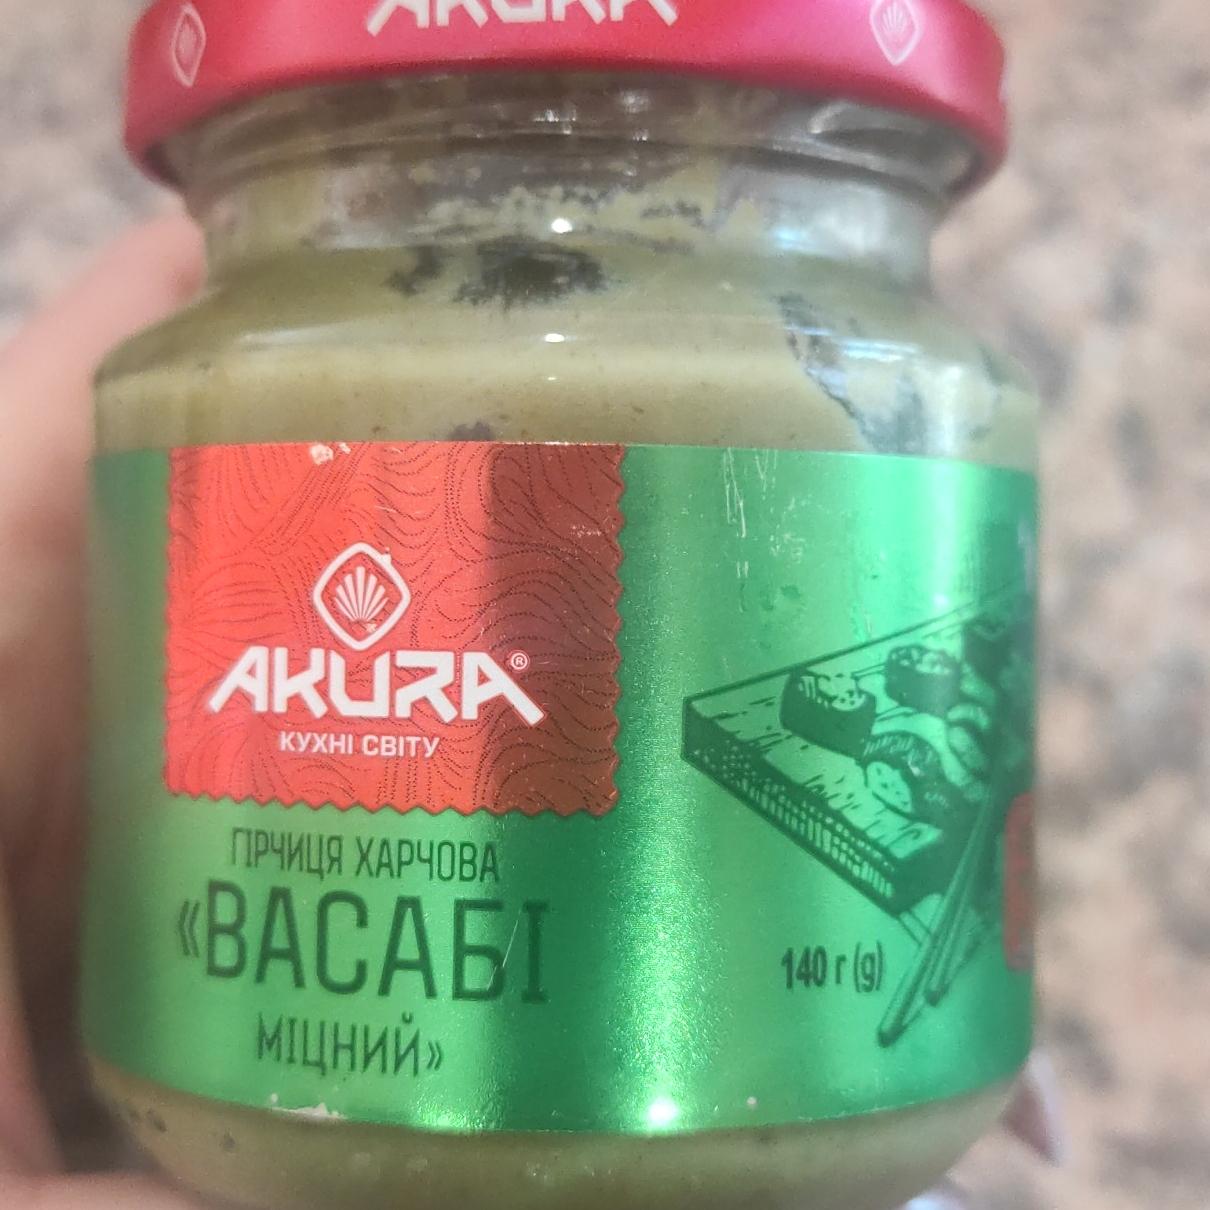 AKURA
AKURA®
КУХНІ СВІТУ
ГІРЧИЦЯ ХАРЧОВА
«ВАСАБІ
МІЦНИЙ»
140 г (g)